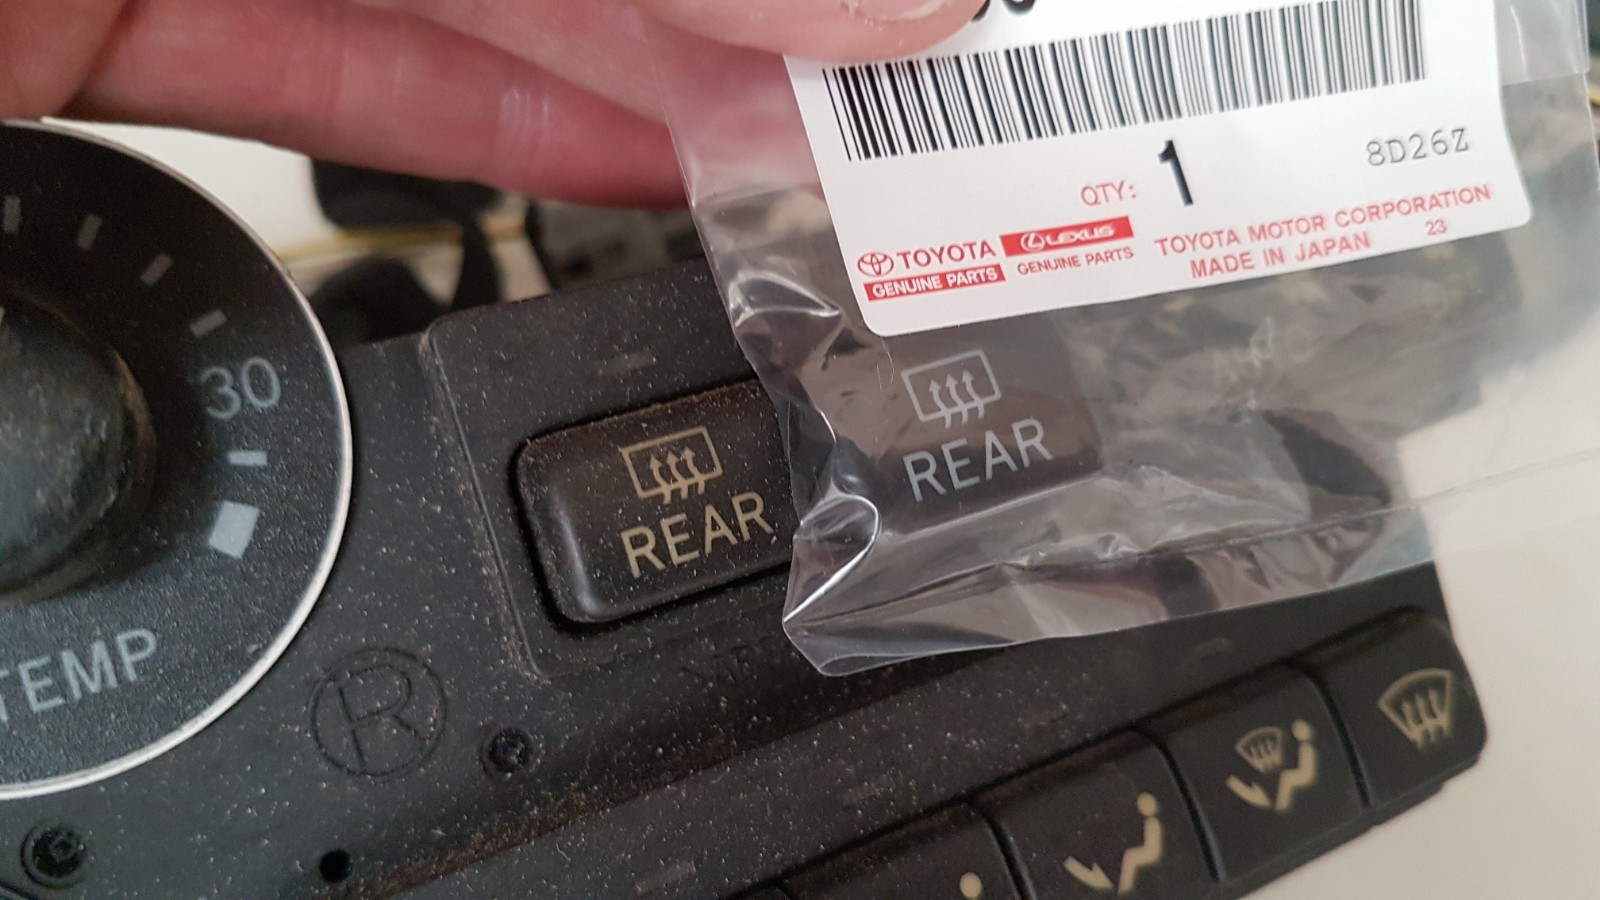 1
8D26Z
QTY:
TOYOTA
LEXUS
GENUINE PARTS
GENUINE PARTS
TOYOTA MOTOR CORPORATION
MADE IN JAPAN
23
30
TEMP
REAR
REAR
R